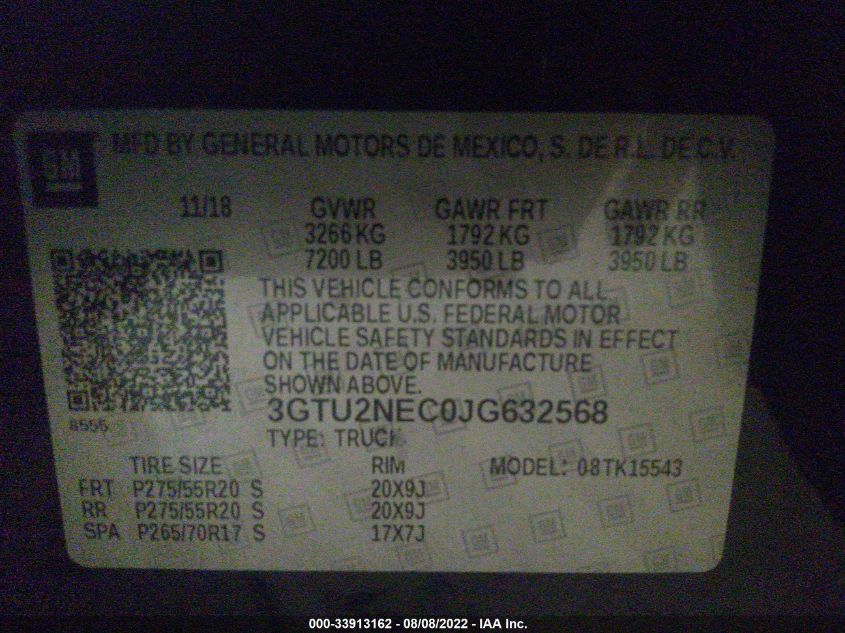 GM
MFD BY GENERAL MOTORS DE MEXICO, S. DE R.L. DE C.V.
11/18 GVWR GAWR FRT GAWR RR
3266 KG 1792 KG 1792 KG
7200 LB 3950 LB 3950 LB
THIS VEHICLE CONFORMS TO ALL
APPLICABLE U.S. FEDERAL MOTOR
VEHICLE SAFETY STANDARDS IN EFFECT
ON THE DATE OF MANUFACTURE
SHOWN ABOVE.
3GTU2NEC0JG632568
8555
TYPE: TRUCK
TIRE SIZE RIM MODEL: 08TK15543
FRT P275/55R20 S 20X9J
RR P275/55R20 S 20X9J
SPA P265/70R17 S 17X7J
000-33913162 - 08/08/2022 - IAA Inc.